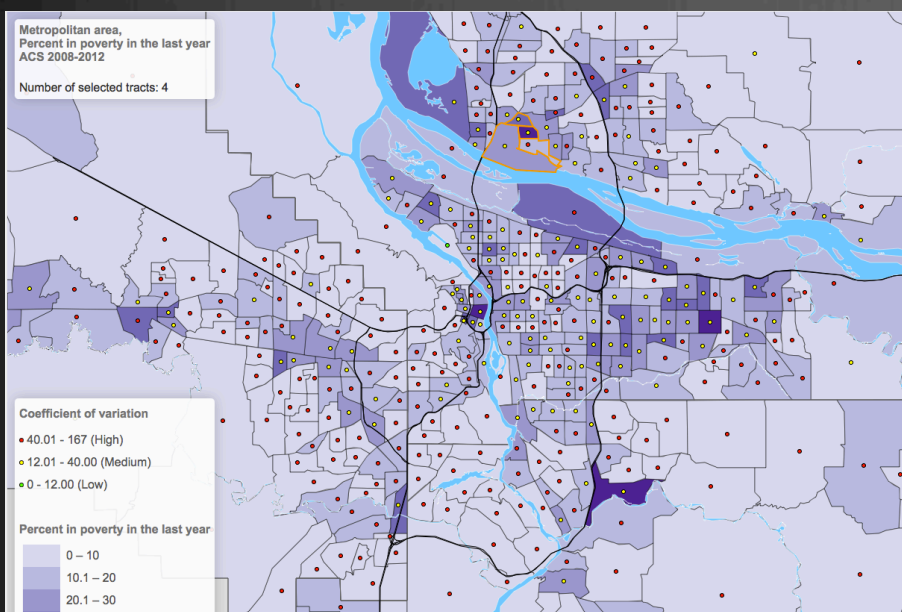 Metropolitan area,
Percent in poverty in the last year
ACS 2008-2012
Number of selected tracts: 4
Coefficient of variation
40.01 - 167 (High)
12.01 - 40.00 (Medium)
0 - 12.00 (Low)
Percent in poverty in the last year
0 – 10
10.1 – 20
20.1 – 30